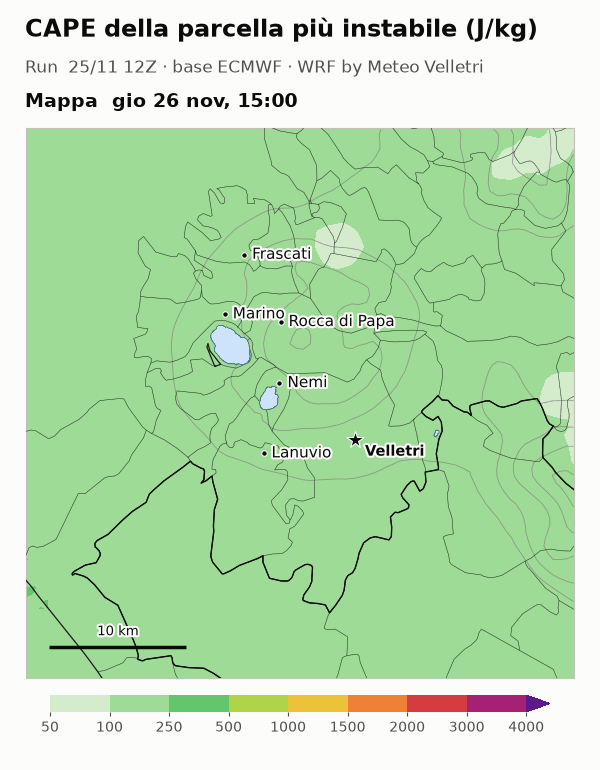 CAPE della parcella più instabile (J/kg)
Run  25/11 12Z · base ECMWF · WRF by Meteo Velletri
Mappa  gio 26 nov, 15:00
Frascati
Marino
Rocca di Papa
Nemi
Velletri
Lanuvio
10 km
50 100 250 500 1000 1500 2000 3000 4000